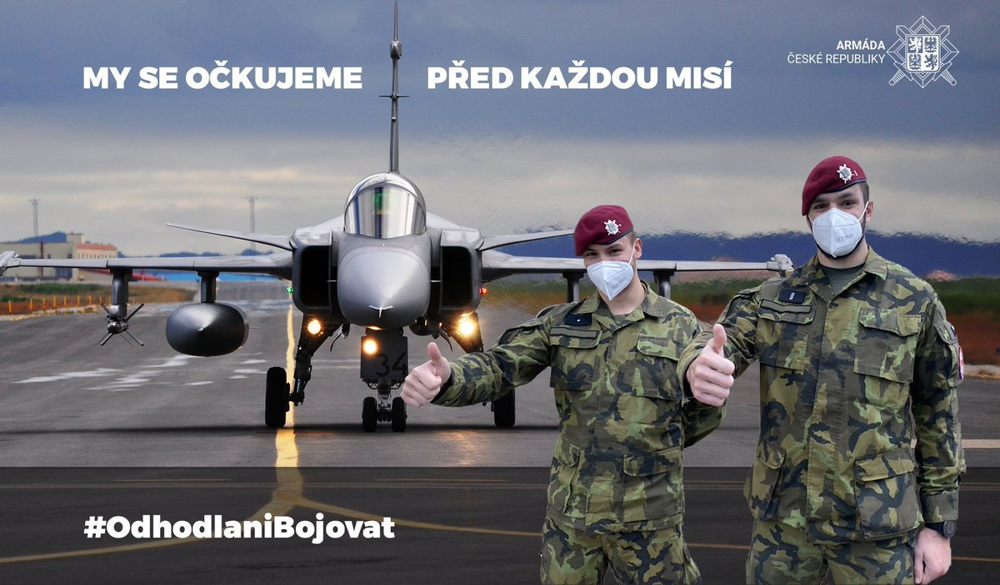 MY SE OČKUJEME PŘED KAŽDOU MISÍ
ARMÁDA
ČESKÉ REPUBLIKY
34
#OdhodlaniBojovat